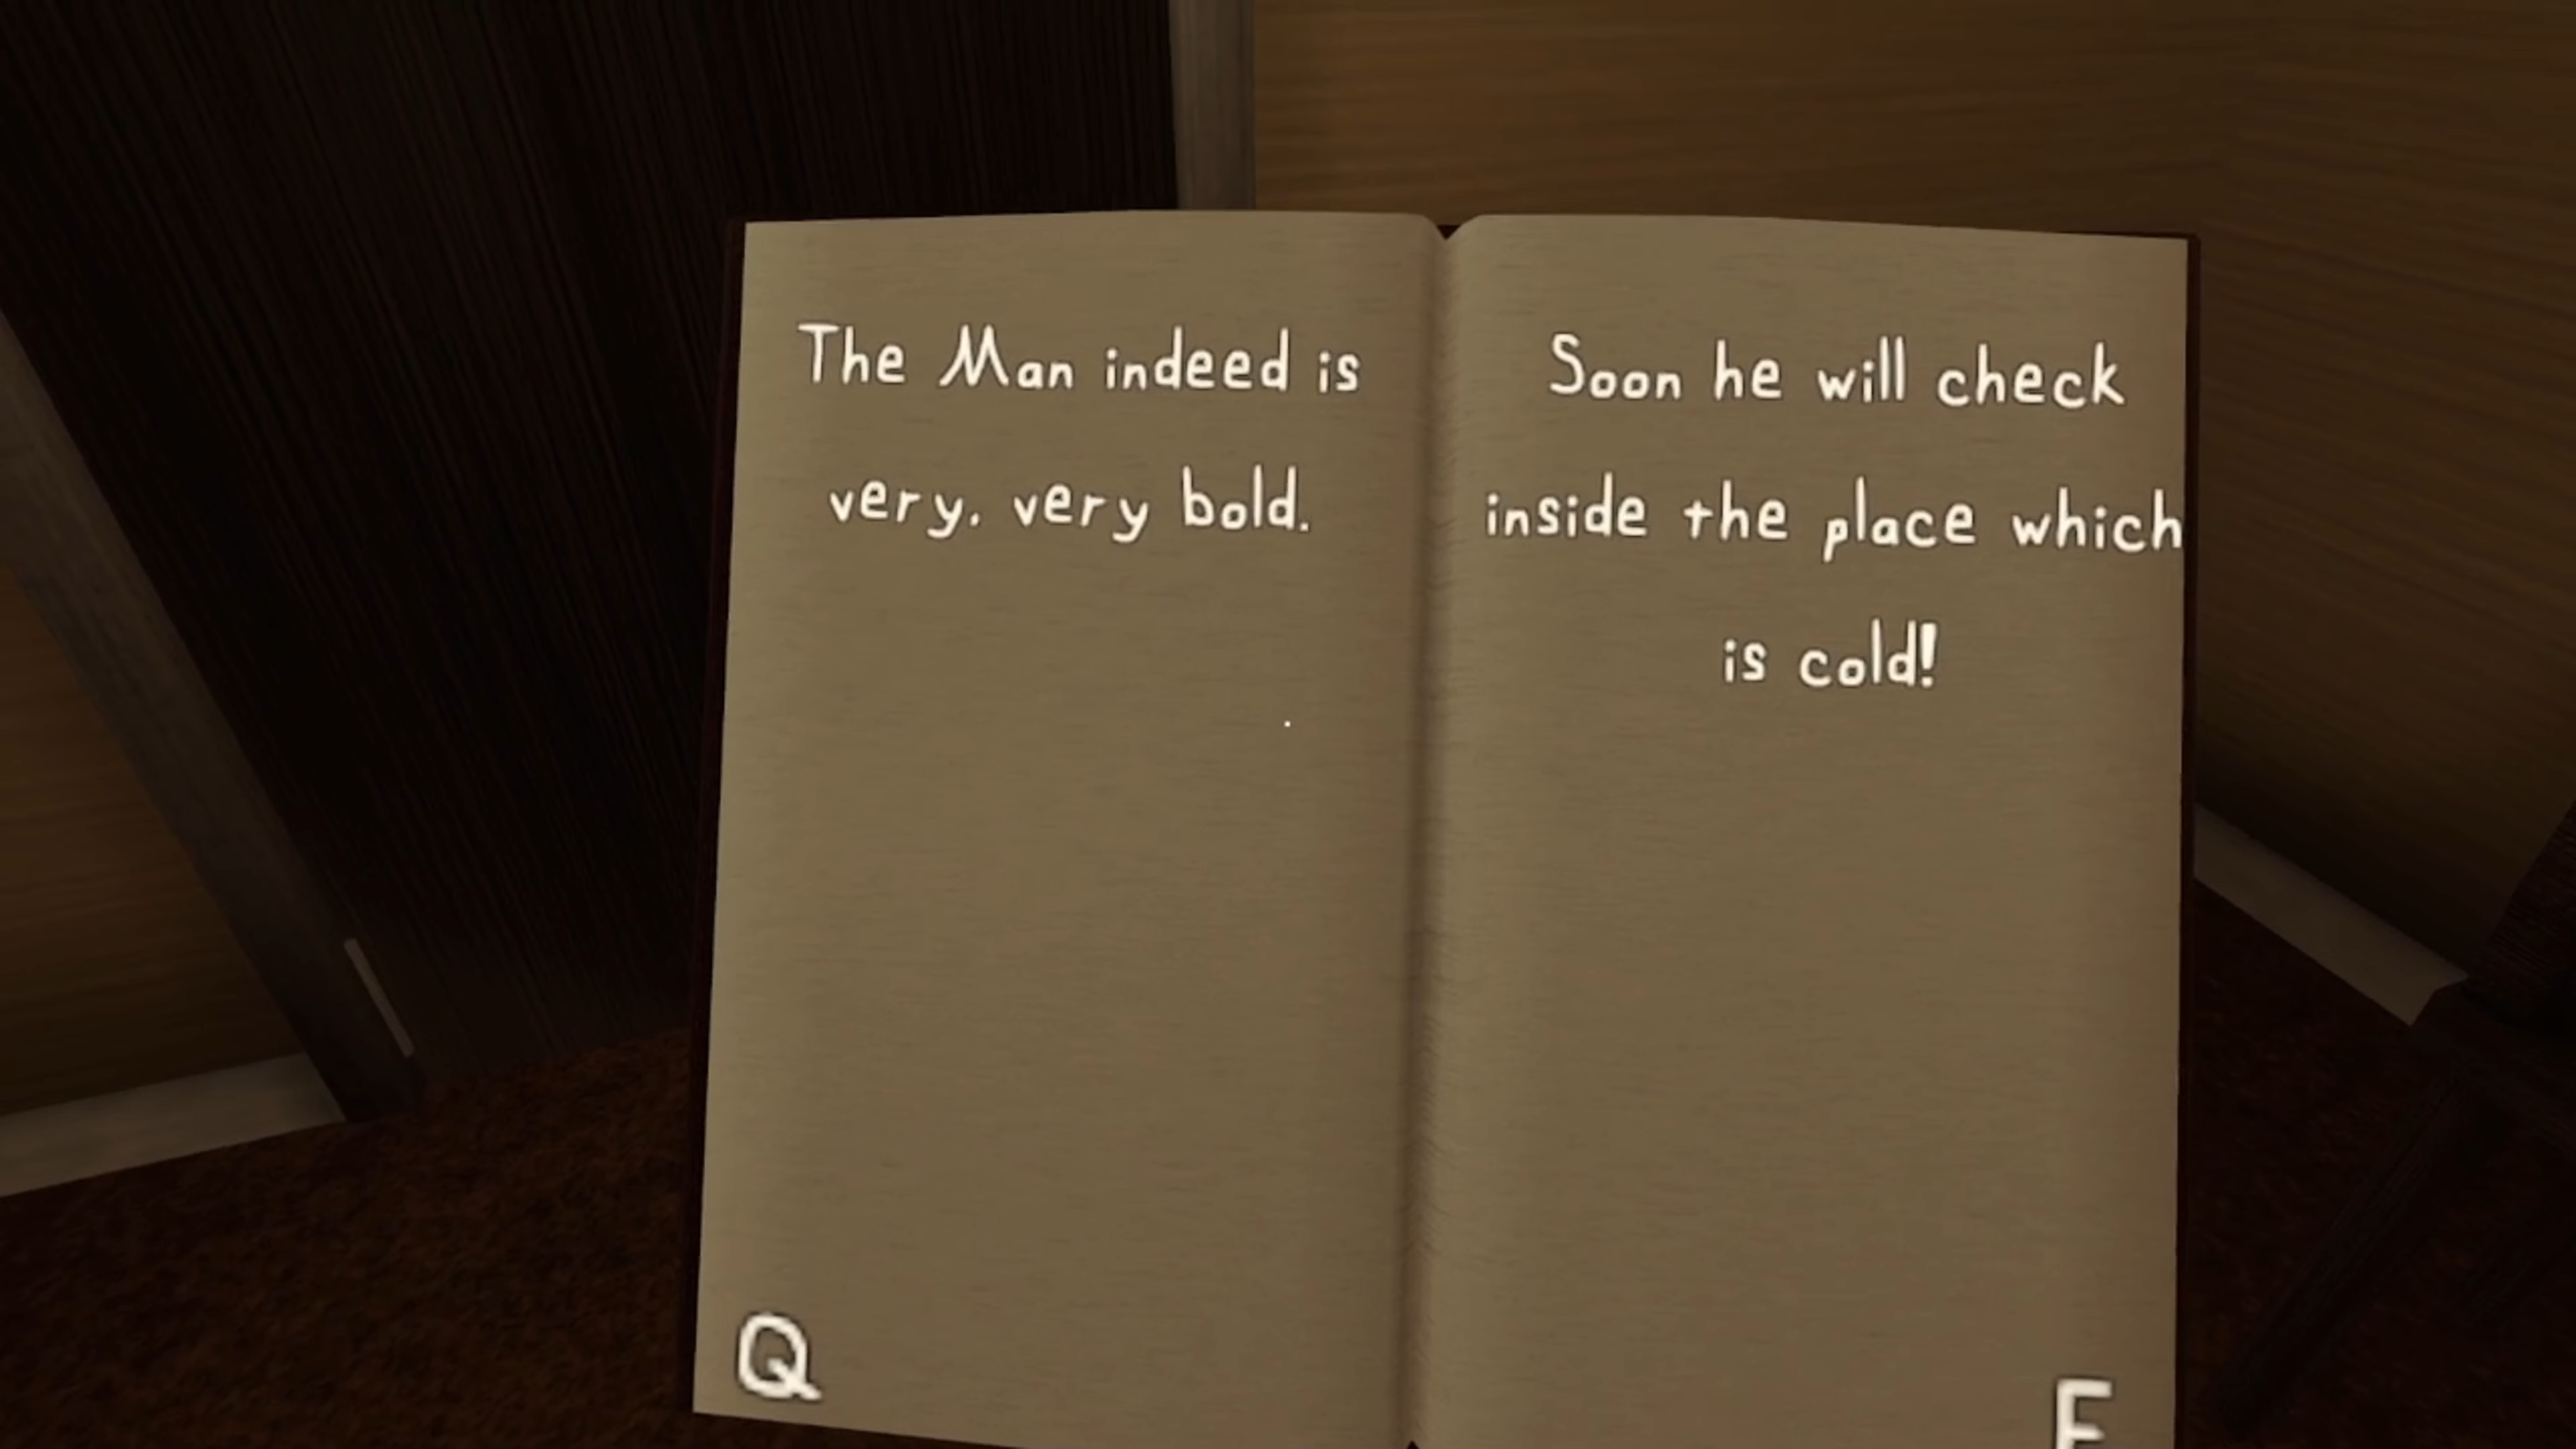 The Man indeed is
very, very bold.
Soon he will check
inside the place which
is cold!
Q
E